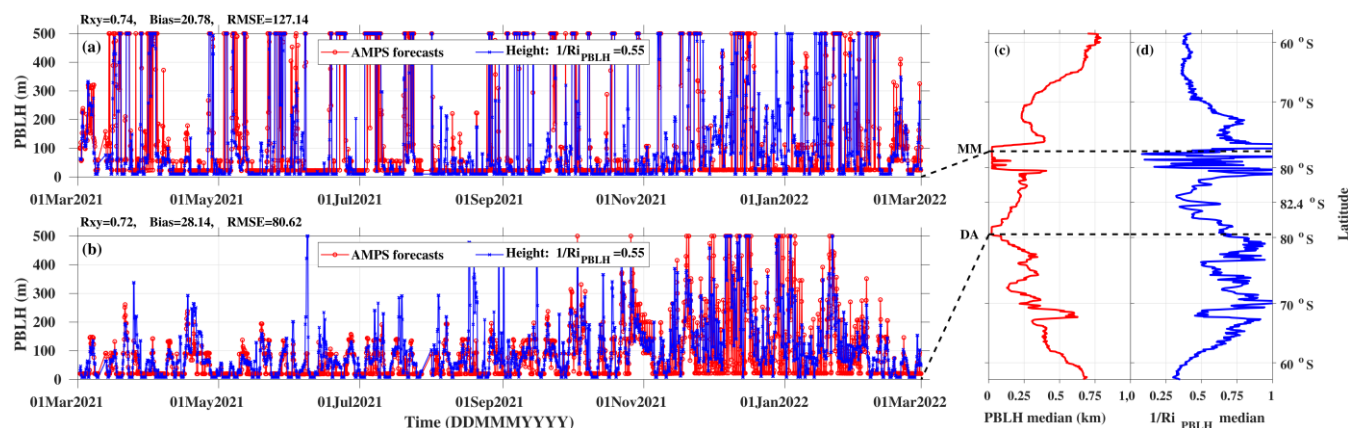 Rxy=0.74, Bias=20.78, RMSE=127.14
(a)
AMPS forecasts
Height: 1/Ri PBLH =0.55
PBLH (m)
500
400
300
200
100
0
01Mar2021 01May2021 01Jul2021 01Sep2021 01Nov2021 01Jan2022 01Mar2022
Rxy=0.72, Bias=28.14, RMSE=80.62
(b)
AMPS forecasts
Height: 1/Ri PBLH =0.55
PBLH (m)
500
400
300
200
100
0
01Mar2021 01May2021 01Jul2021 01Sep2021 01Nov2021 01Jan2022 01Mar2022
Time (DDMMMYYYY)
(c)
(d)
MM
DA
60 °S
70 °S
80 °S
82.4 °S
80 °S
70 °S
60 °S
Latitude
0 0.25 0.5 0.75 1,0 0.25 0.5 0.75 1
PBLH median (km)
1/Ri PBLH median